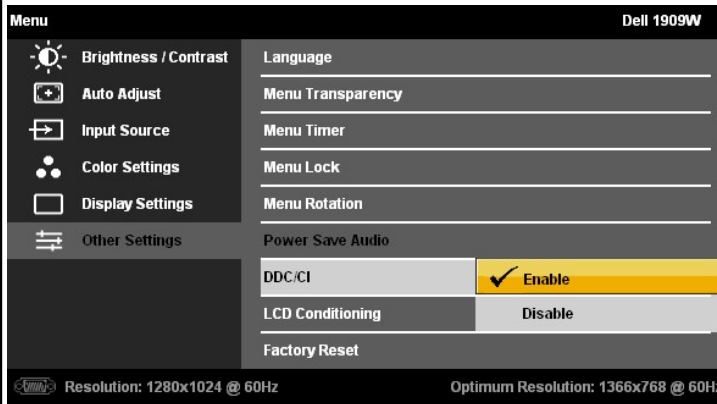 Menu Dell 1909W
Brightness / Contrast Language
Auto Adjust Menu Transparency
Input Source Menu Timer
Color Settings Menu Lock
Display Settings Menu Rotation
Other Settings Power Save Audio
DDC/CI Enable
LCD Conditioning Disable
Factory Reset
Resolution: 1280x1024 @ 60Hz Optimum Resolution: 1366x768 @ 60Hz